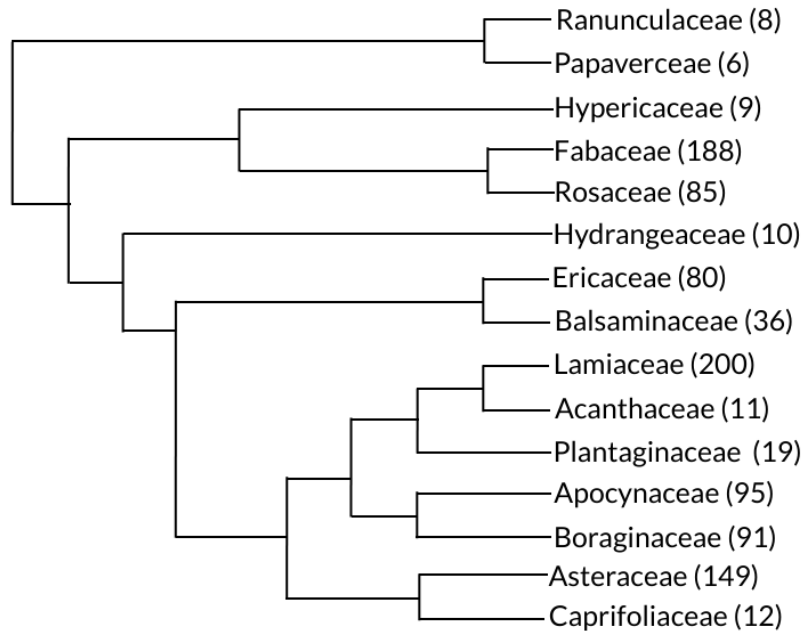 Ranunculaceae (8)
Papaverceae (6)
Hypericaceae (9)
Fabaceae (188)
Rosaceae (85)
Hydrangeaceae (10)
Ericaceae (80)
Balsaminaceae (36)
Lamiaceae (200)
Acanthaceae (11)
Plantaginaceae (19)
Apocynaceae (95)
Boraginaceae (91)
Asteraceae (149)
Caprifoliaceae (12)